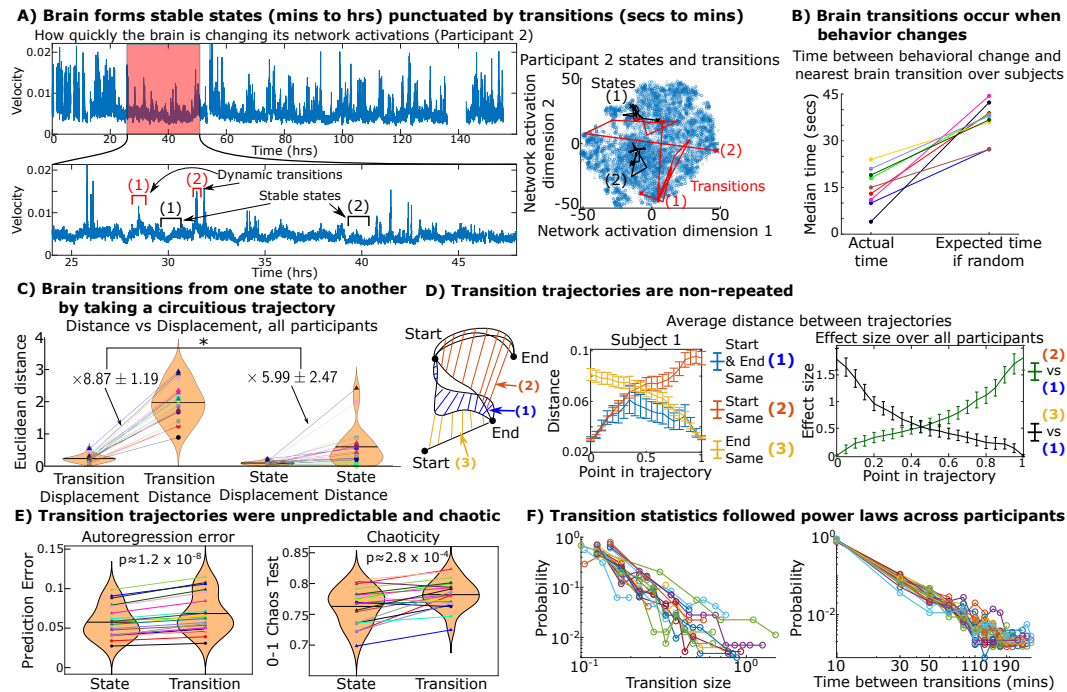 A) Brain forms stable states (mins to hrs) punctuated by transitions (secs to mins)
How quickly the brain is changing its network activations (Participant 2)
0.02
0.01
0
Velocity
0 20 40 60 80 100 120 140
Time (hrs)
0.02
0.01
0
Velocity
(1)
(2)
Dynamic transitions
(1)
Stable states
(2)
24 27 30 33 36 39 42 45 48
Time (hrs)
Participant 2 states and transitions
50
0
-50
Network activation
dimension 2
States
(1)
(2)
(2)
Transitions
(1)
-50 0 50
Network activation dimension 1
B) Brain transitions occur when
behavior changes
Time between behavioral change and
nearest brain transition over subjects
Median time (secs)
45
30
15
0
Actual
time
Expected time
if random
C) Brain transitions from one state to another
by taking a circuitious trajectory
Distance vs Displacement, all participants
*
×8.87 ± 1.19
× 5.99 ± 2.47
Euclidean distance
4
3
2
1
0
Transition
Displacement
Transition
Distance
State
Displacement
State
Distance
D) Transition trajectories are non-repeated
Start
End
(2)
(1)
End
Start
(3)
Average distance between trajectories
Subject 1
Distance
0.1
0.07
0.04
0 0.5 1
Point in trajectory
Start
& End (1)
Same
Start
Same (2)
End
Same (3)
Effect size over all participants
Effect size
1.5
1
0.5
0
0 0.2 0.4 0.6 0.8 1
Point in trajectory
(2)
vs
(1)
(3)
vs
(1)
E) Transition trajectories were unpredictable and chaotic
Autoregression error
p≈1.2 x 10-8
Prediction Error
0.15
0.10
0.05
0
State
Transition
Chaoticity
p≈2.8 x 10-4
0-1 Chaos Test
0.85
0.8
0.75
0.7
State
Transition
F) Transition statistics followed power laws across participants
Probability
100
10-1
10-2
10-1 100
Transition size
Probability
100
10-2
10 30 50 110 190
Time between transitions (mins)